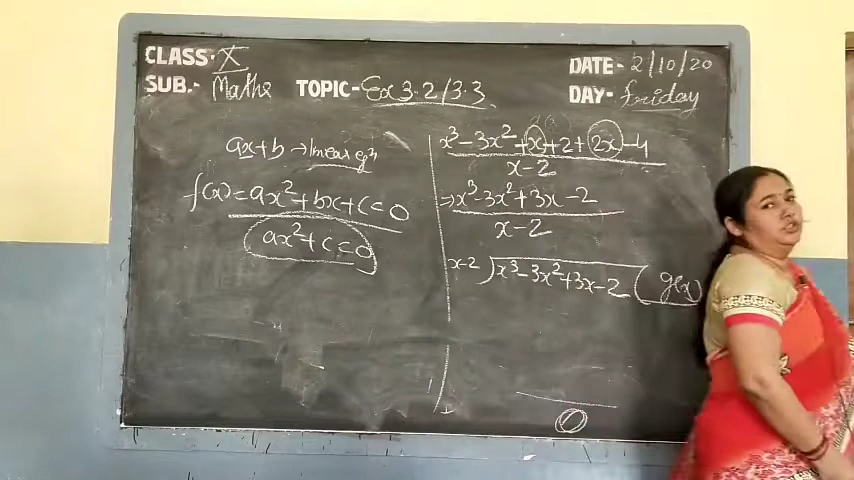 CLASS:- X
SUB.- Maths
TOPIC- Ex 3.2/3.3
DATE- 2/10/20
DAY- friday
ax+b → linear eqn
f(x) = ax²+bx+c=0
ax²+c=0
x³-3x²+x+2+2x-4
x-2
⇒x³-3x²+3x-2
x-2
x-2 ) x³-3x²+3x-2 ( g(x)
0